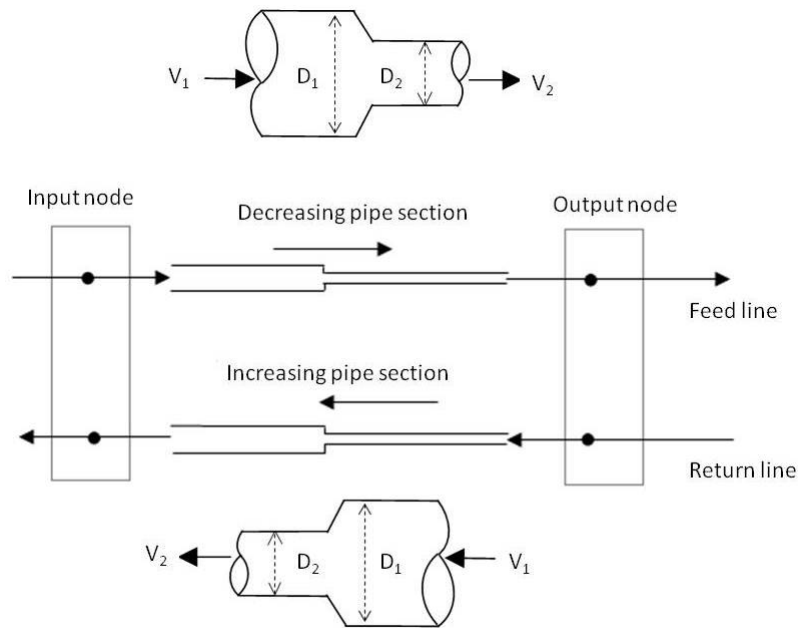 V₁ D₁ D₂ V₂
Input node
Decreasing pipe section
Output node
Feed line
Increasing pipe section
Return line
V₂ D₂ D₁ V₁